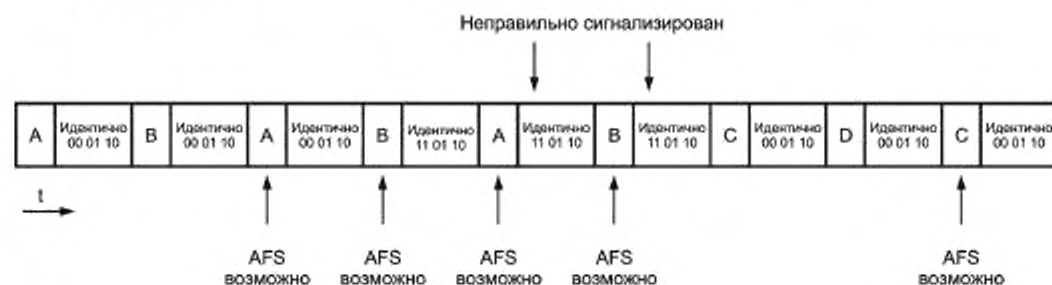 Неправильно сигнализирован
A
Идентично
00 01 10
B
Идентично
00 01 10
A
Идентично
00 01 10
B
Идентично
11 01 10
A
Идентично
11 01 10
B
Идентично
11 01 10
C
Идентично
00 01 10
D
Идентично
00 01 10
C
Идентично
00 01 10
t
AFS
возможно
AFS
возможно
AFS
возможно
AFS
возможно
AFS
возможно